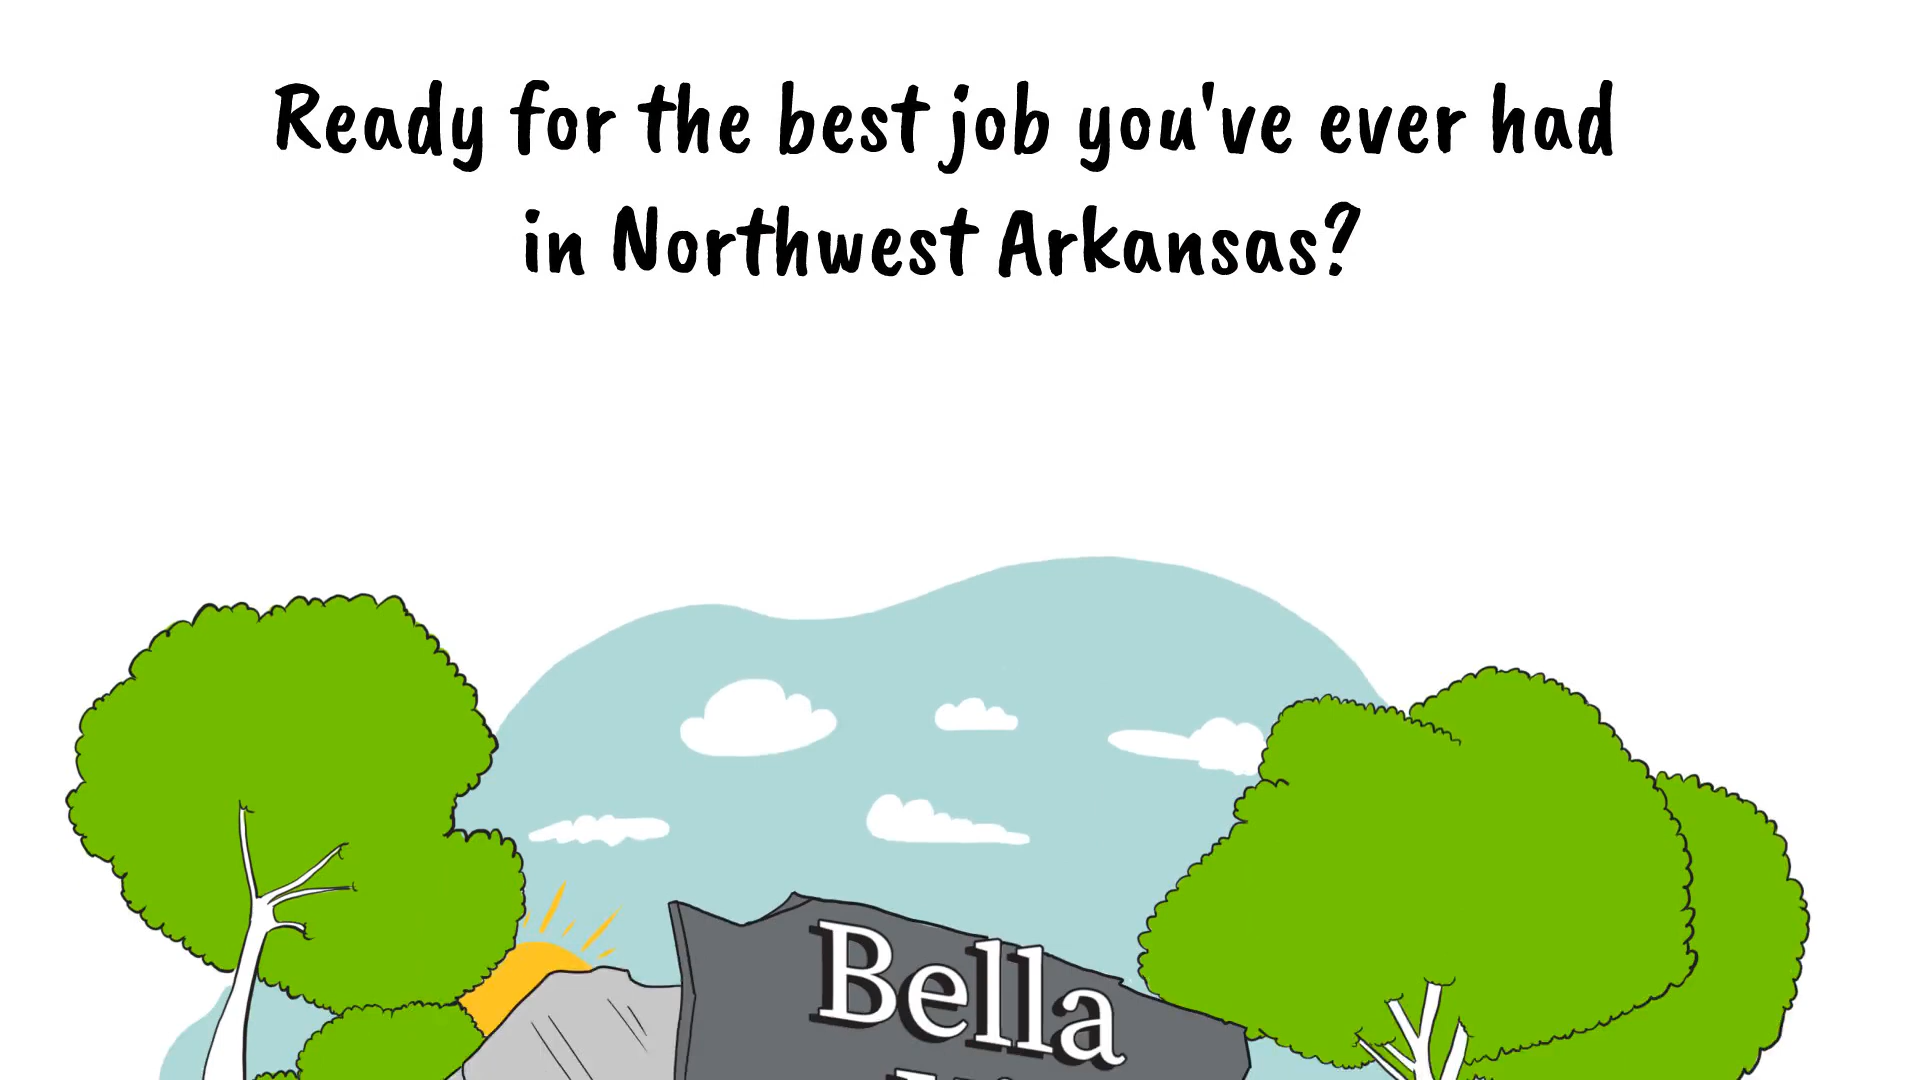 Ready for the best job you've ever had
in Northwest Arkansas?
Bella